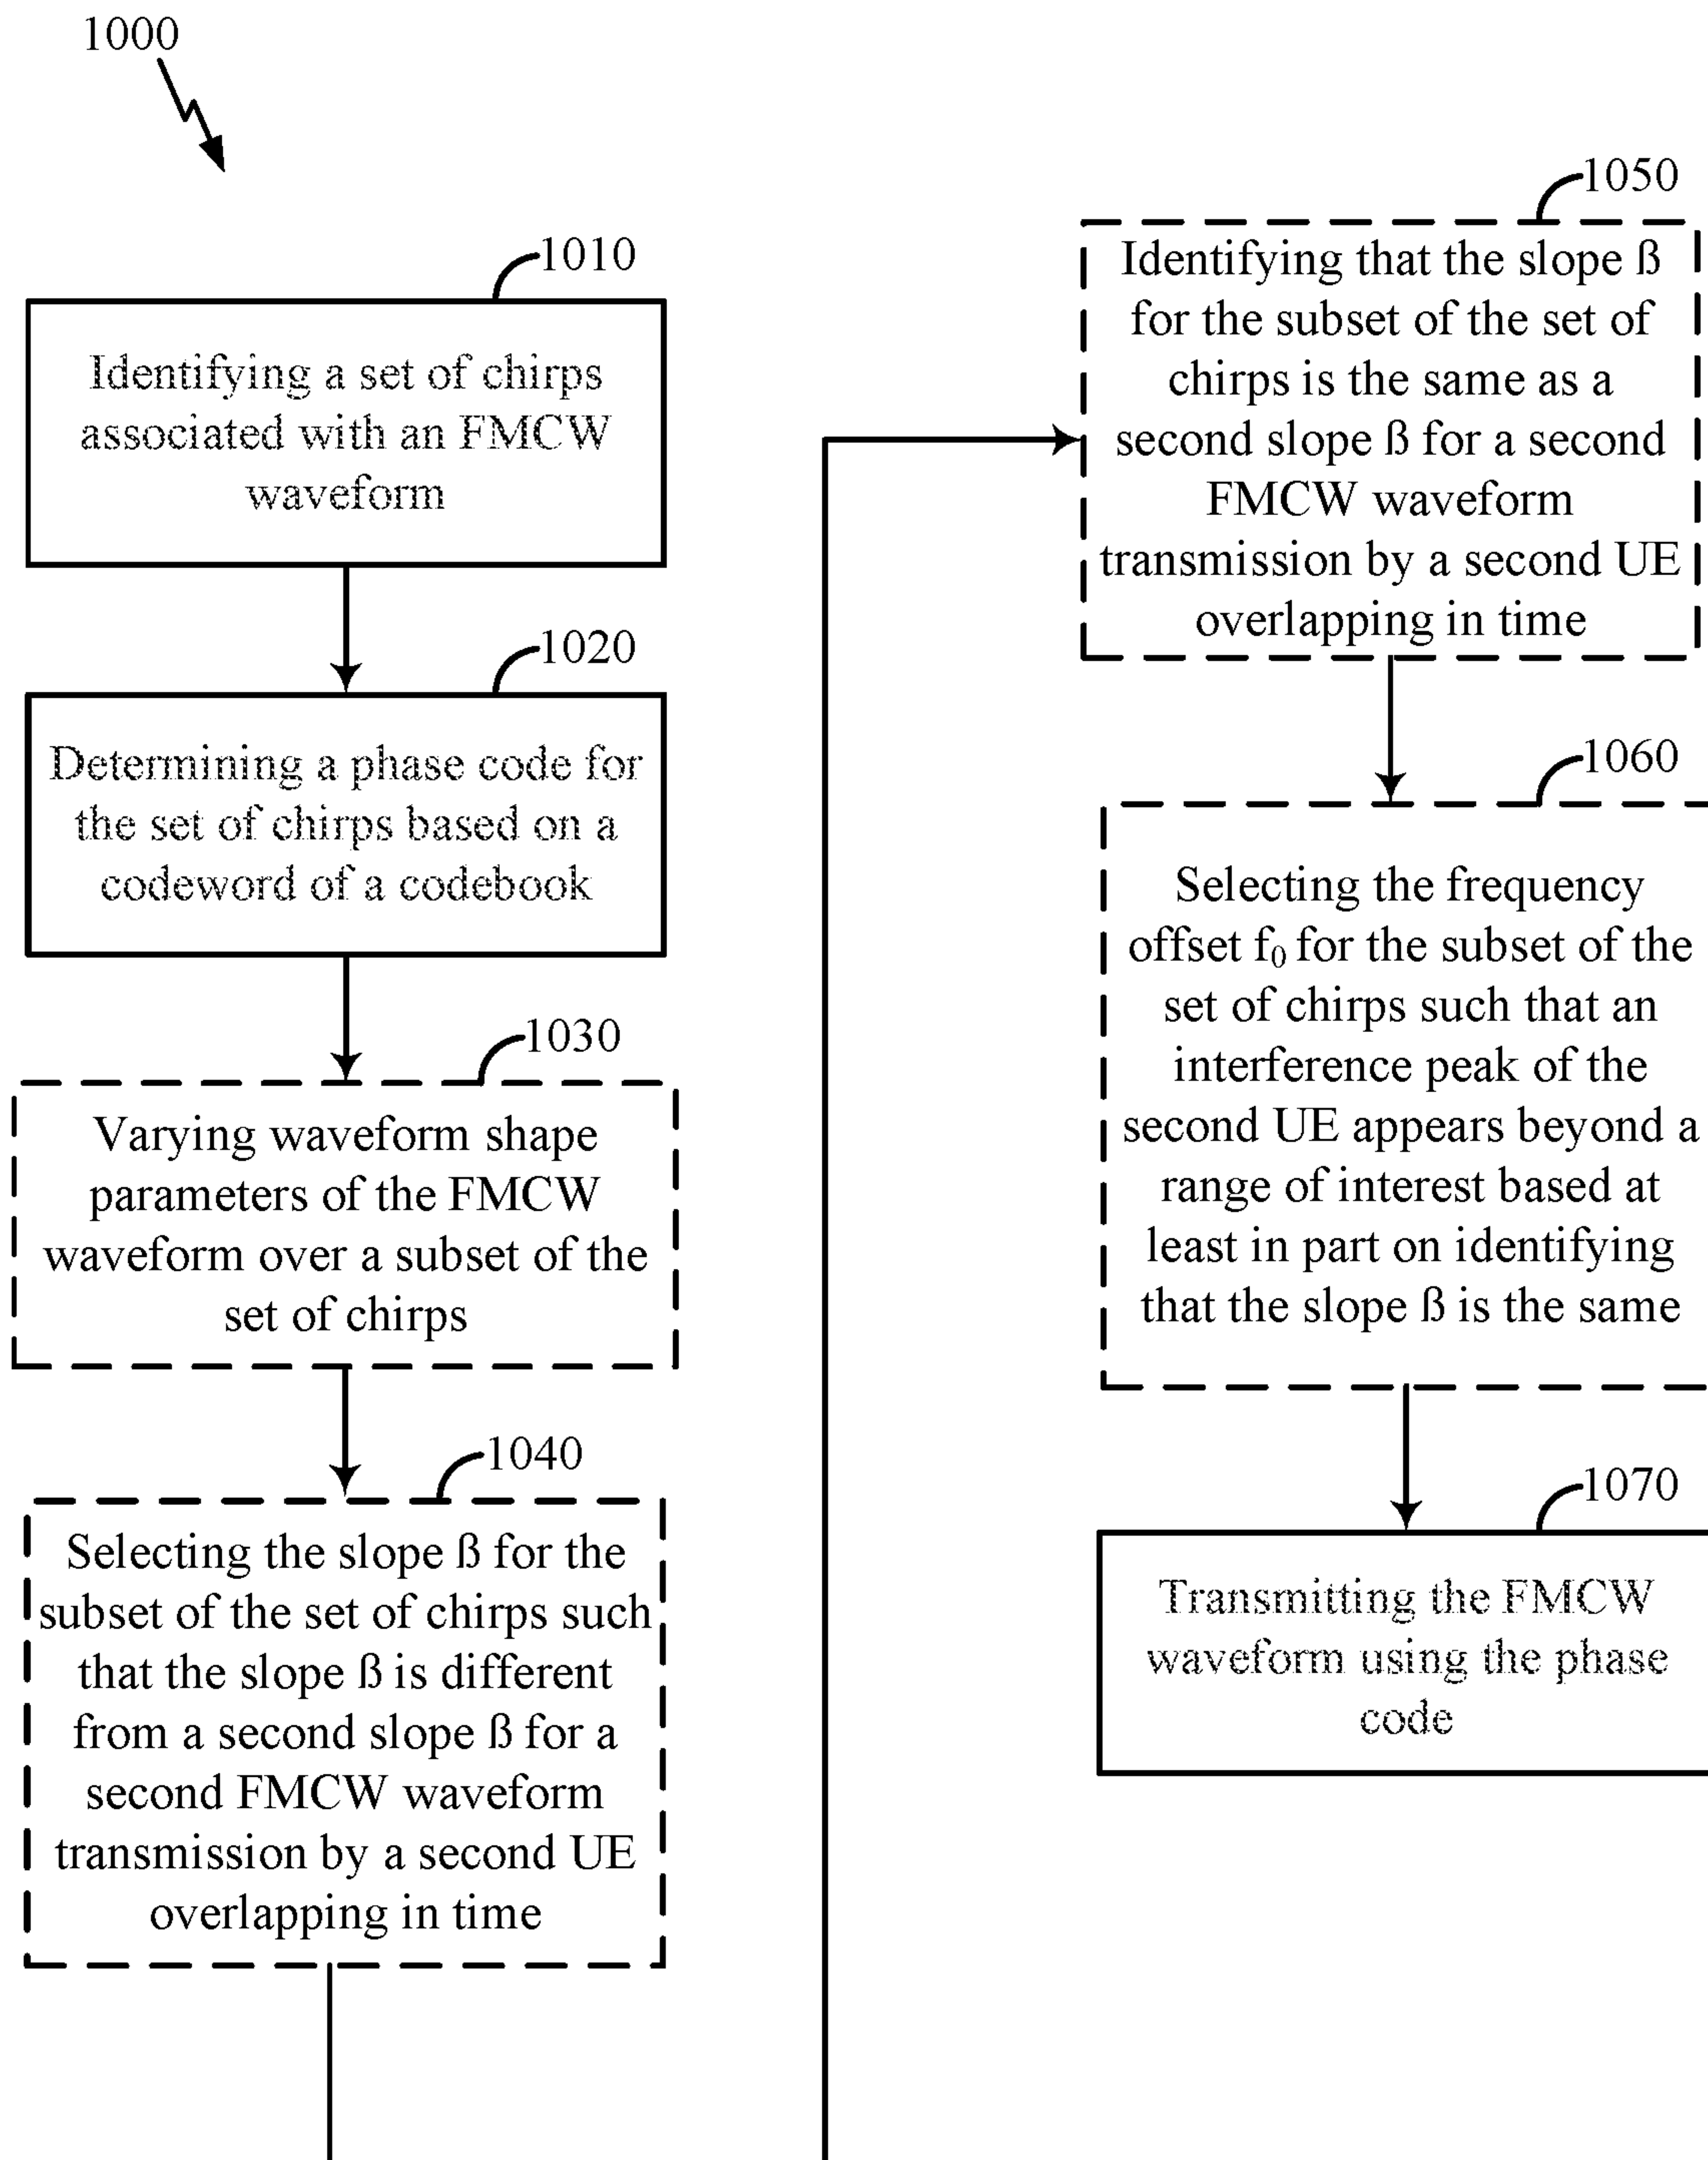 1000
1010
Identifying a set of chirps
associated with an FMCW
waveform
1020
Determining a phase code for
the set of chirps based on a
codeword of a codebook
1030
Varying waveform shape
parameters of the FMCW
waveform over a subset of the
set of chirps
1040
Selecting the slope ß for the
subset of the set of chirps such
that the slope ß is different
from a second slope ß for a
second FMCW waveform
transmission by a second UE
overlapping in time
1050
Identifying that the slope ß
for the subset of the set of
chirps is the same as a
second slope ß for a second
FMCW waveform
transmission by a second UE
overlapping in time
1060
Selecting the frequency
offset f₀ for the subset of the
set of chirps such that an
interference peak of the
second UE appears beyond a
range of interest based at
least in part on identifying
that the slope ß is the same
1070
Transmitting the FMCW
waveform using the phase
code